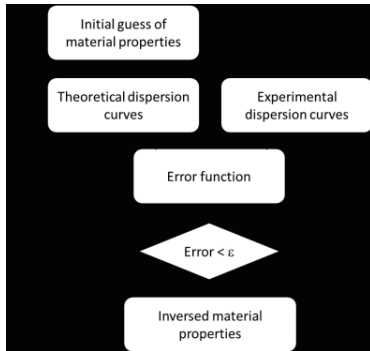 Initial guess of
material properties
Theoretical dispersion
curves
Experimental
dispersion curves
Error function
Error < ε
Inversed material
properties